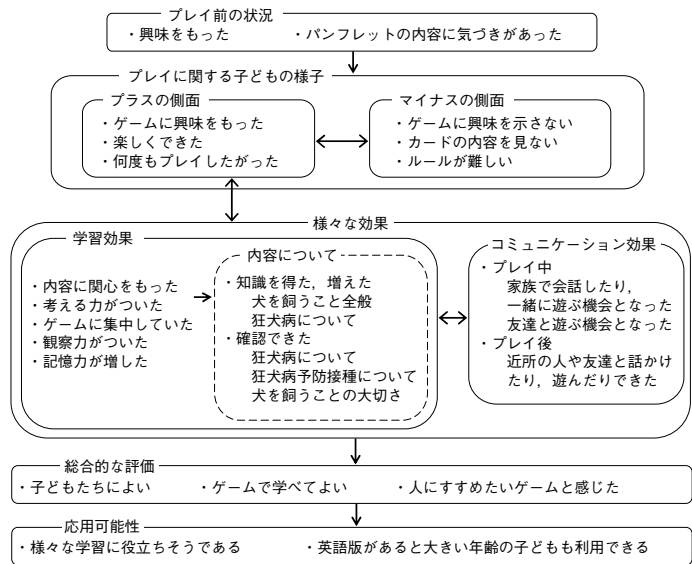 プレイ前の状況
・興味をもった ・パンフレットの内容に気づきがあった
プレイに関する子どもの様子
プラスの側面
・ゲームに興味をもった
・楽しくできた
・何度もプレイしたがった
マイナスの側面
・ゲームに興味を示さない
・カードの内容を見ない
・ルールが難しい
様々な効果
学習効果
・内容に関心をもった
・考える力がついた
・ゲームに集中していた
・観察力がついた
・記憶力が増した
内容について
・知識を得た，増えた
犬を飼うこと全般
狂犬病について
・確認できた
狂犬病について
狂犬病予防接種について
犬を飼うことの大切さ
コミュニケーション効果
・プレイ中
家族で会話したり，
一緒に遊ぶ機会となった
友達と遊ぶ機会となった
・プレイ後
近所の人や友達と話かけ
たり，遊んだりできた
総合的な評価
・子どもたちによい ・ゲームで学べてよい ・人にすすめたいゲームと感じた
応用可能性
・様々な学習に役立ちそうである ・英語版があると大きい年齢の子どもも利用できる